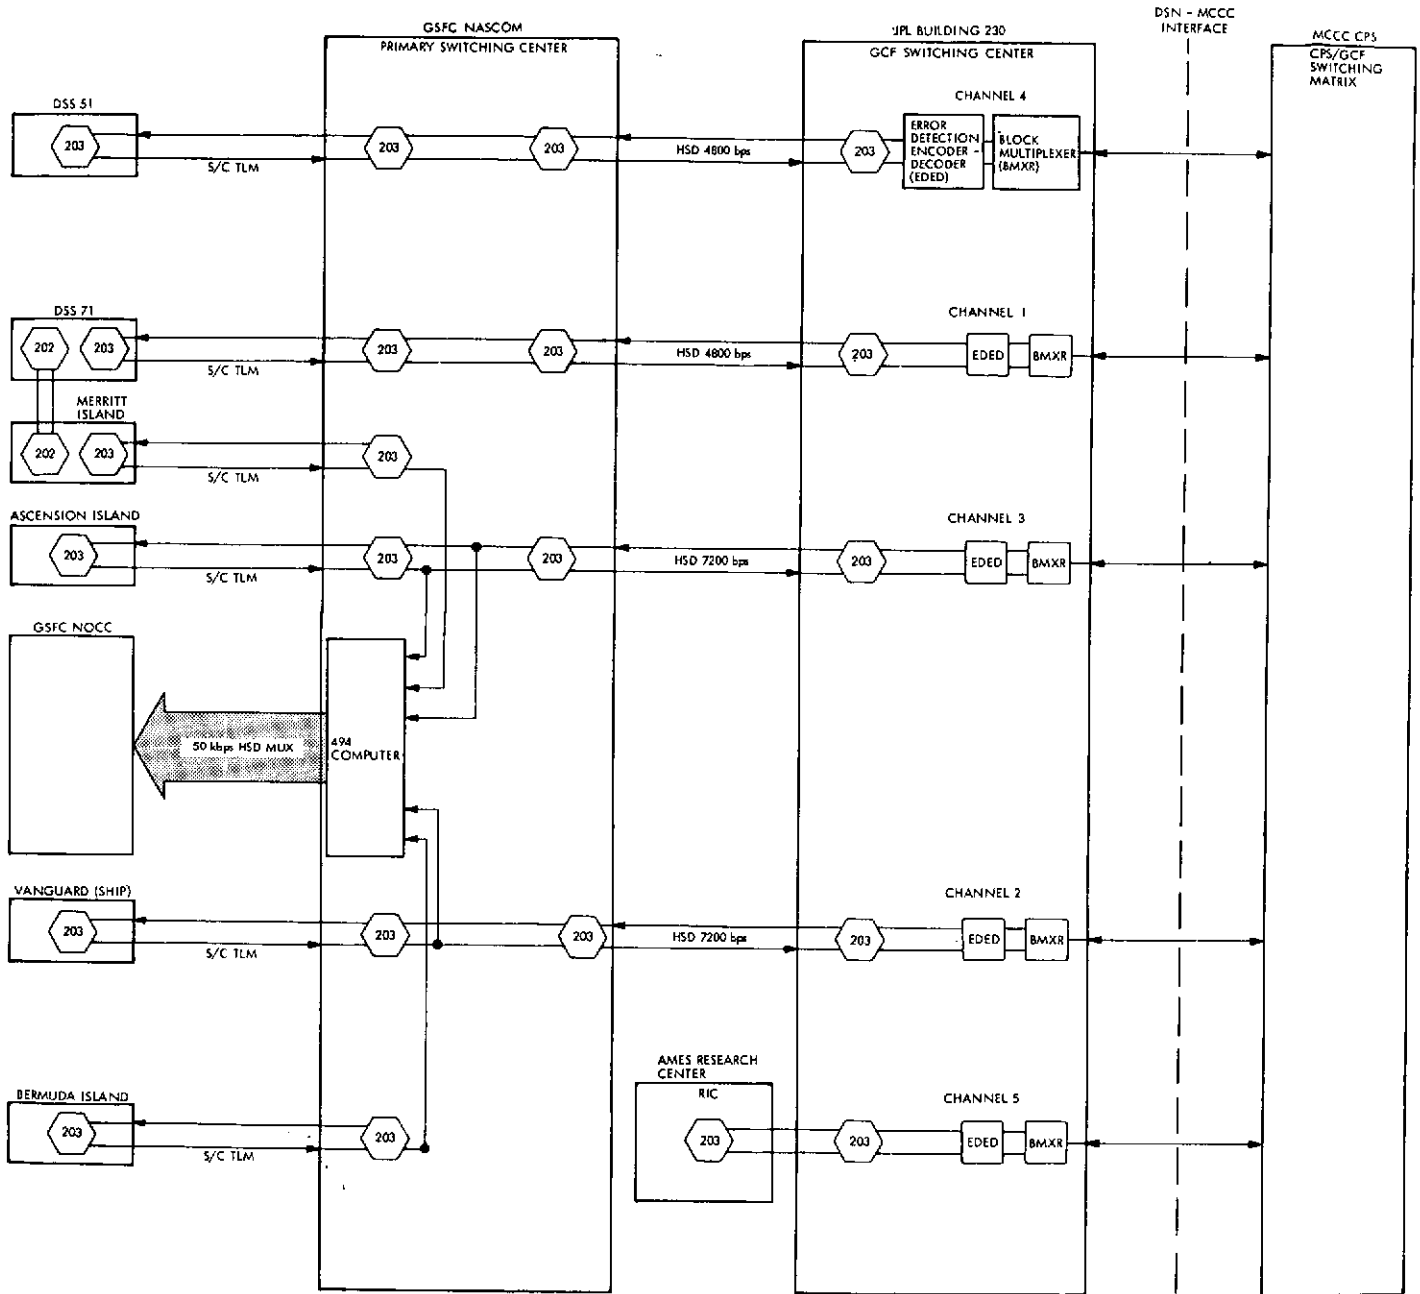 GSFC NASCOM
PRIMARY SWITCHING CENTER
JPL BUILDING 230
GCF SWITCHING CENTER
DSN - MCCC
INTERFACE
MCCC CPS
CPS/GCF
SWITCHING
MATRIX
DSS 51
203
S/C TLM
203
203
HSD 4800 bps
CHANNEL 4
203
ERROR
DETECTION
ENCODER -
DECODER
(EDED)
BLOCK
MULTIPLEXER
(BMXR)
DSS 71
202
203
S/C TLM
203
203
HSD 4800 bps
CHANNEL 1
203
EDED
BMXR
MERRITT
ISLAND
202
203
S/C TLM
203
ASCENSION ISLAND
203
S/C TLM
203
203
HSD 7200 bps
CHANNEL 3
203
EDED
BMXR
GSFC NOCC
50 kbps HSD MUX
494
COMPUTER
VANGUARD (SHIP)
203
S/C TLM
203
203
HSD 7200 bps
CHANNEL 2
203
EDED
BMXR
BERMUDA ISLAND
203
S/C TLM
203
AMES RESEARCH
CENTER
RIC
203
CHANNEL 5
203
EDED
BMXR